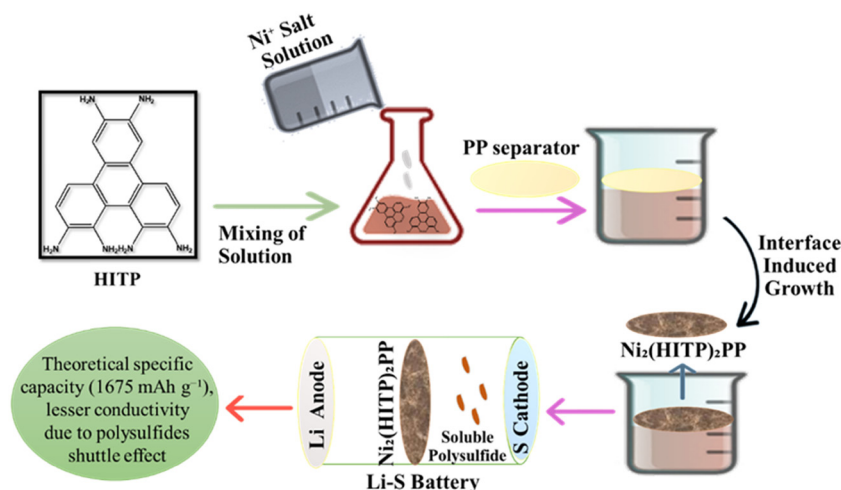 Ni⁺ Salt
Solution
H₂N
NH₂
H₂N
NH₂
H₂N
NH₂
HITP
Mixing of
Solution
PP separator
Interface
Induced
Growth
Ni₂(HITP)₂PP
Theoretical specific
capacity (1675 mAh g⁻¹),
lesser conductivity
due to polysulfides
shuttle effect
Li Anode
Ni₂(HITP)₂PP
Soluble
Polysulfide
S Cathode
Li-S Battery